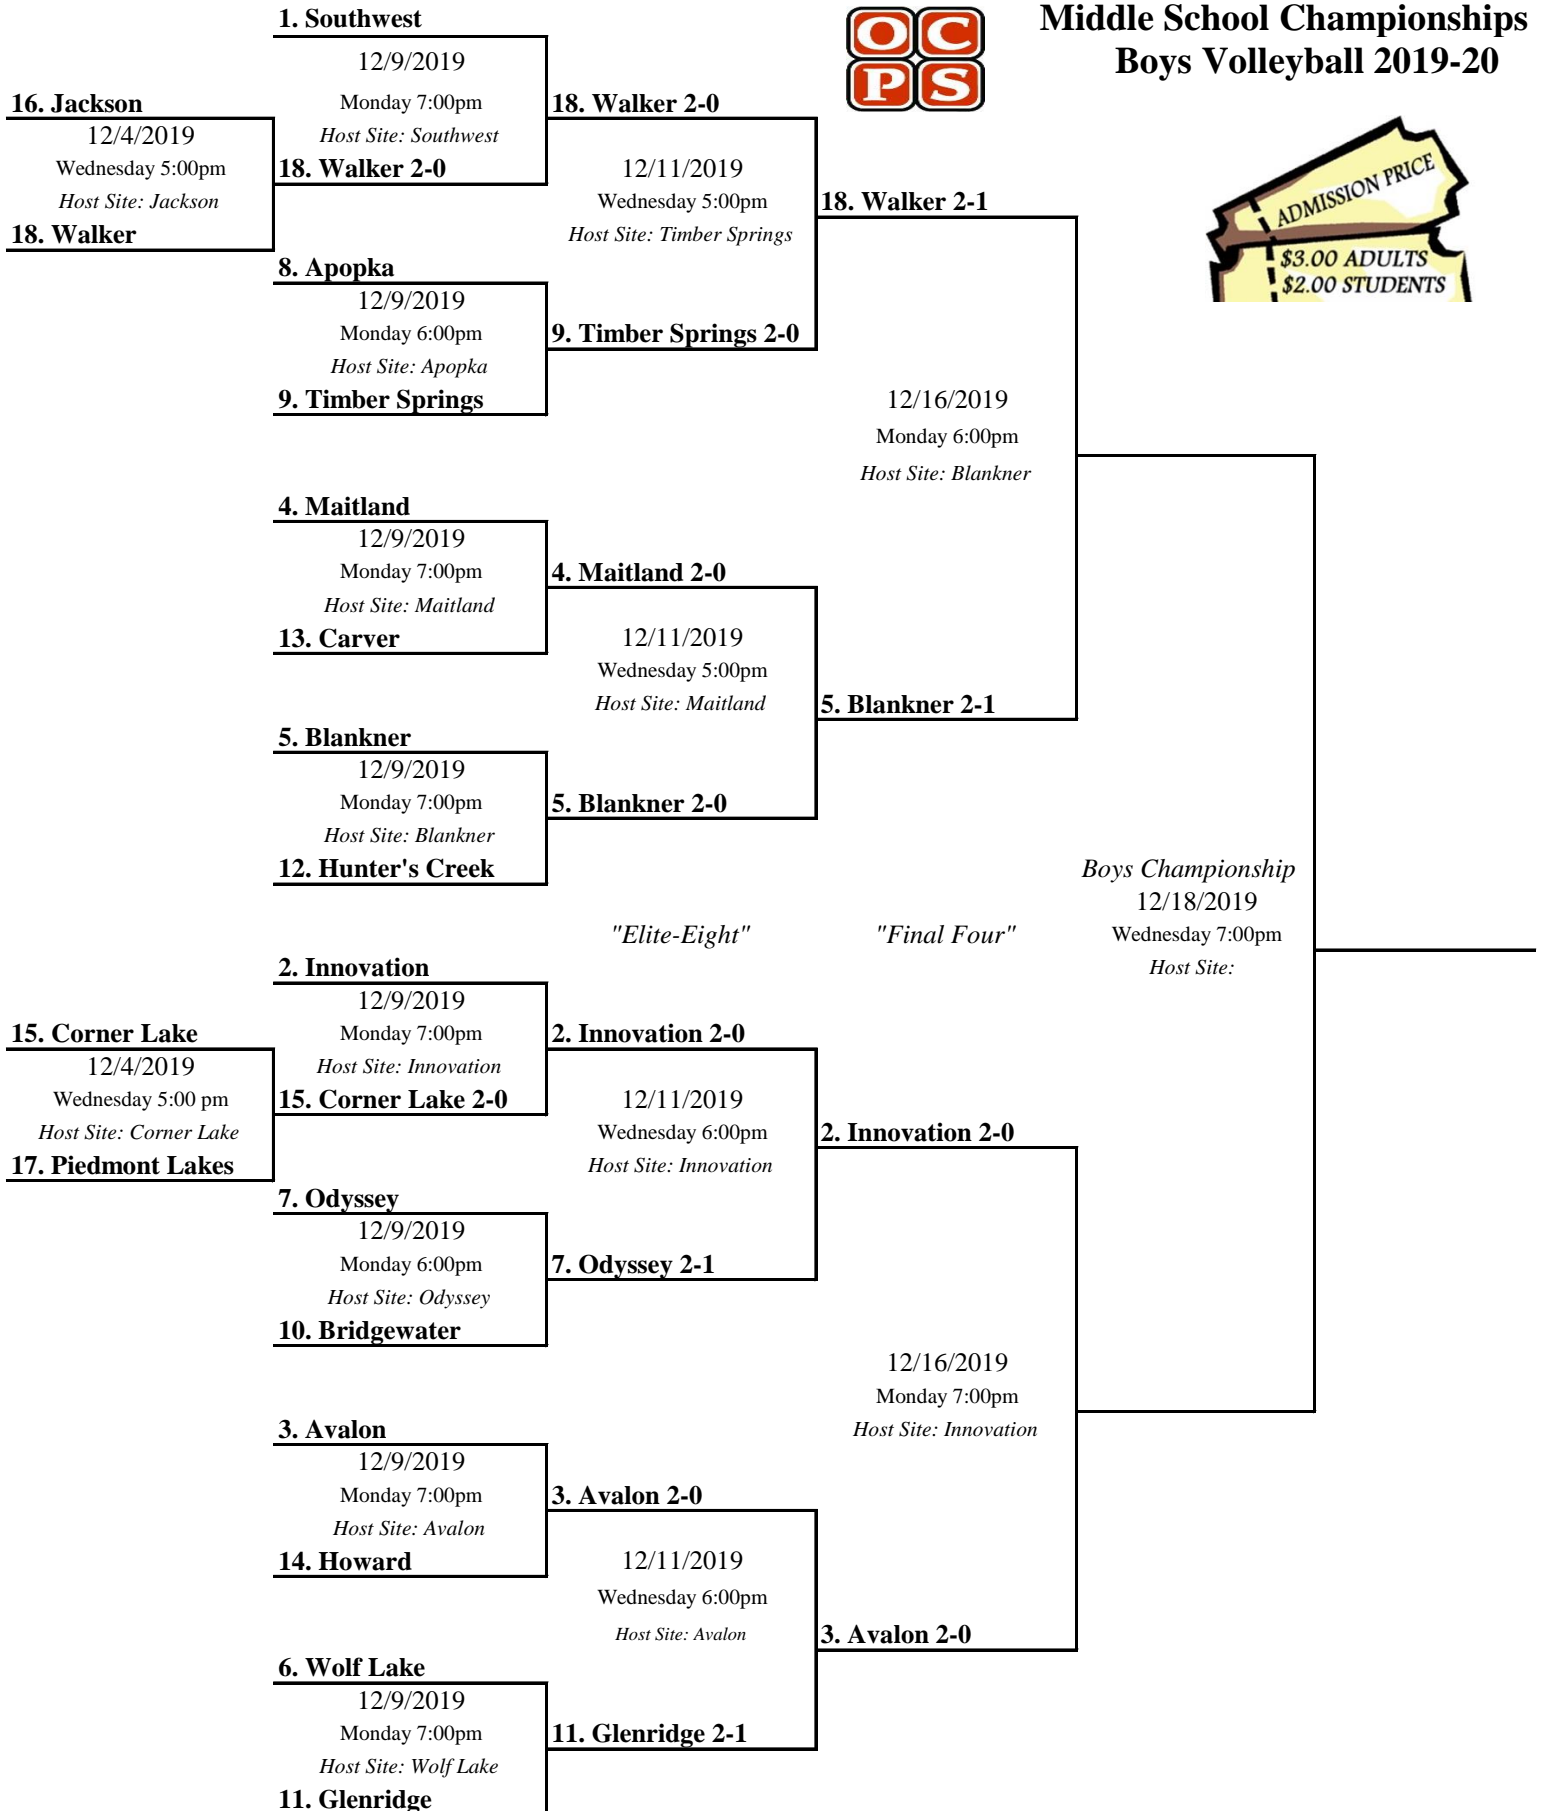 Middle School Championships
Boys Volleyball 2019-20
OC
PS
ADMISSION PRICE
$3.00 ADULTS
$2.00 STUDENTS
1. Southwest
12/9/2019
Monday 7:00pm
Host Site: Southwest
18. Walker 2-0
16. Jackson
12/4/2019
Wednesday 5:00pm
Host Site: Jackson
18. Walker
8. Apopka
12/9/2019
Monday 6:00pm
Host Site: Apopka
9. Timber Springs
18. Walker 2-0
12/11/2019
Wednesday 5:00pm
Host Site: Timber Springs
9. Timber Springs 2-0
18. Walker 2-1
12/16/2019
Monday 6:00pm
Host Site: Blankner
4. Maitland
12/9/2019
Monday 7:00pm
Host Site: Maitland
13. Carver
4. Maitland 2-0
12/11/2019
Wednesday 5:00pm
Host Site: Maitland
5. Blankner 2-1
5. Blankner
12/9/2019
Monday 7:00pm
Host Site: Blankner
12. Hunter's Creek
5. Blankner 2-0
"Elite-Eight"
"Final Four"
Boys Championship
12/18/2019
Wednesday 7:00pm
Host Site:
2. Innovation
12/9/2019
Monday 7:00pm
Host Site: Innovation
15. Corner Lake 2-0
15. Corner Lake
12/4/2019
Wednesday 5:00 pm
Host Site: Corner Lake
17. Piedmont Lakes
2. Innovation 2-0
12/11/2019
Wednesday 6:00pm
Host Site: Innovation
2. Innovation 2-0
7. Odyssey
12/9/2019
Monday 6:00pm
Host Site: Odyssey
10. Bridgewater
7. Odyssey 2-1
12/16/2019
Monday 7:00pm
Host Site: Innovation
3. Avalon
12/9/2019
Monday 7:00pm
Host Site: Avalon
14. Howard
3. Avalon 2-0
12/11/2019
Wednesday 6:00pm
Host Site: Avalon
3. Avalon 2-0
6. Wolf Lake
12/9/2019
Monday 7:00pm
Host Site: Wolf Lake
11. Glenridge
11. Glenridge 2-1